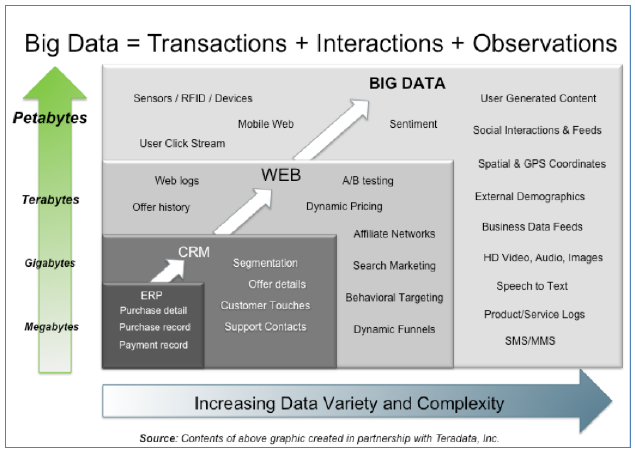 Big Data = Transactions + Interactions + Observations
BIG DATA
Sensors / RFID / Devices
Mobile Web
User Click Stream
Sentiment
User Generated Content
Social Interactions & Feeds
Spatial & GPS Coordinates
External Demographics
Business Data Feeds
HD Video, Audio, Images
Speech to Text
Product/Service Logs
SMS/MMS
WEB
Web logs
Offer history
A/B testing
Dynamic Pricing
Affiliate Networks
Search Marketing
Behavioral Targeting
Dynamic Funnels
CRM
Segmentation
Offer details
Customer Touches
Support Contacts
ERP
Purchase detail
Purchase record
Payment record
Petabytes
Terabytes
Gigabytes
Megabytes
Increasing Data Variety and Complexity
Source: Contents of above graphic created in partnership with Teradata, Inc.